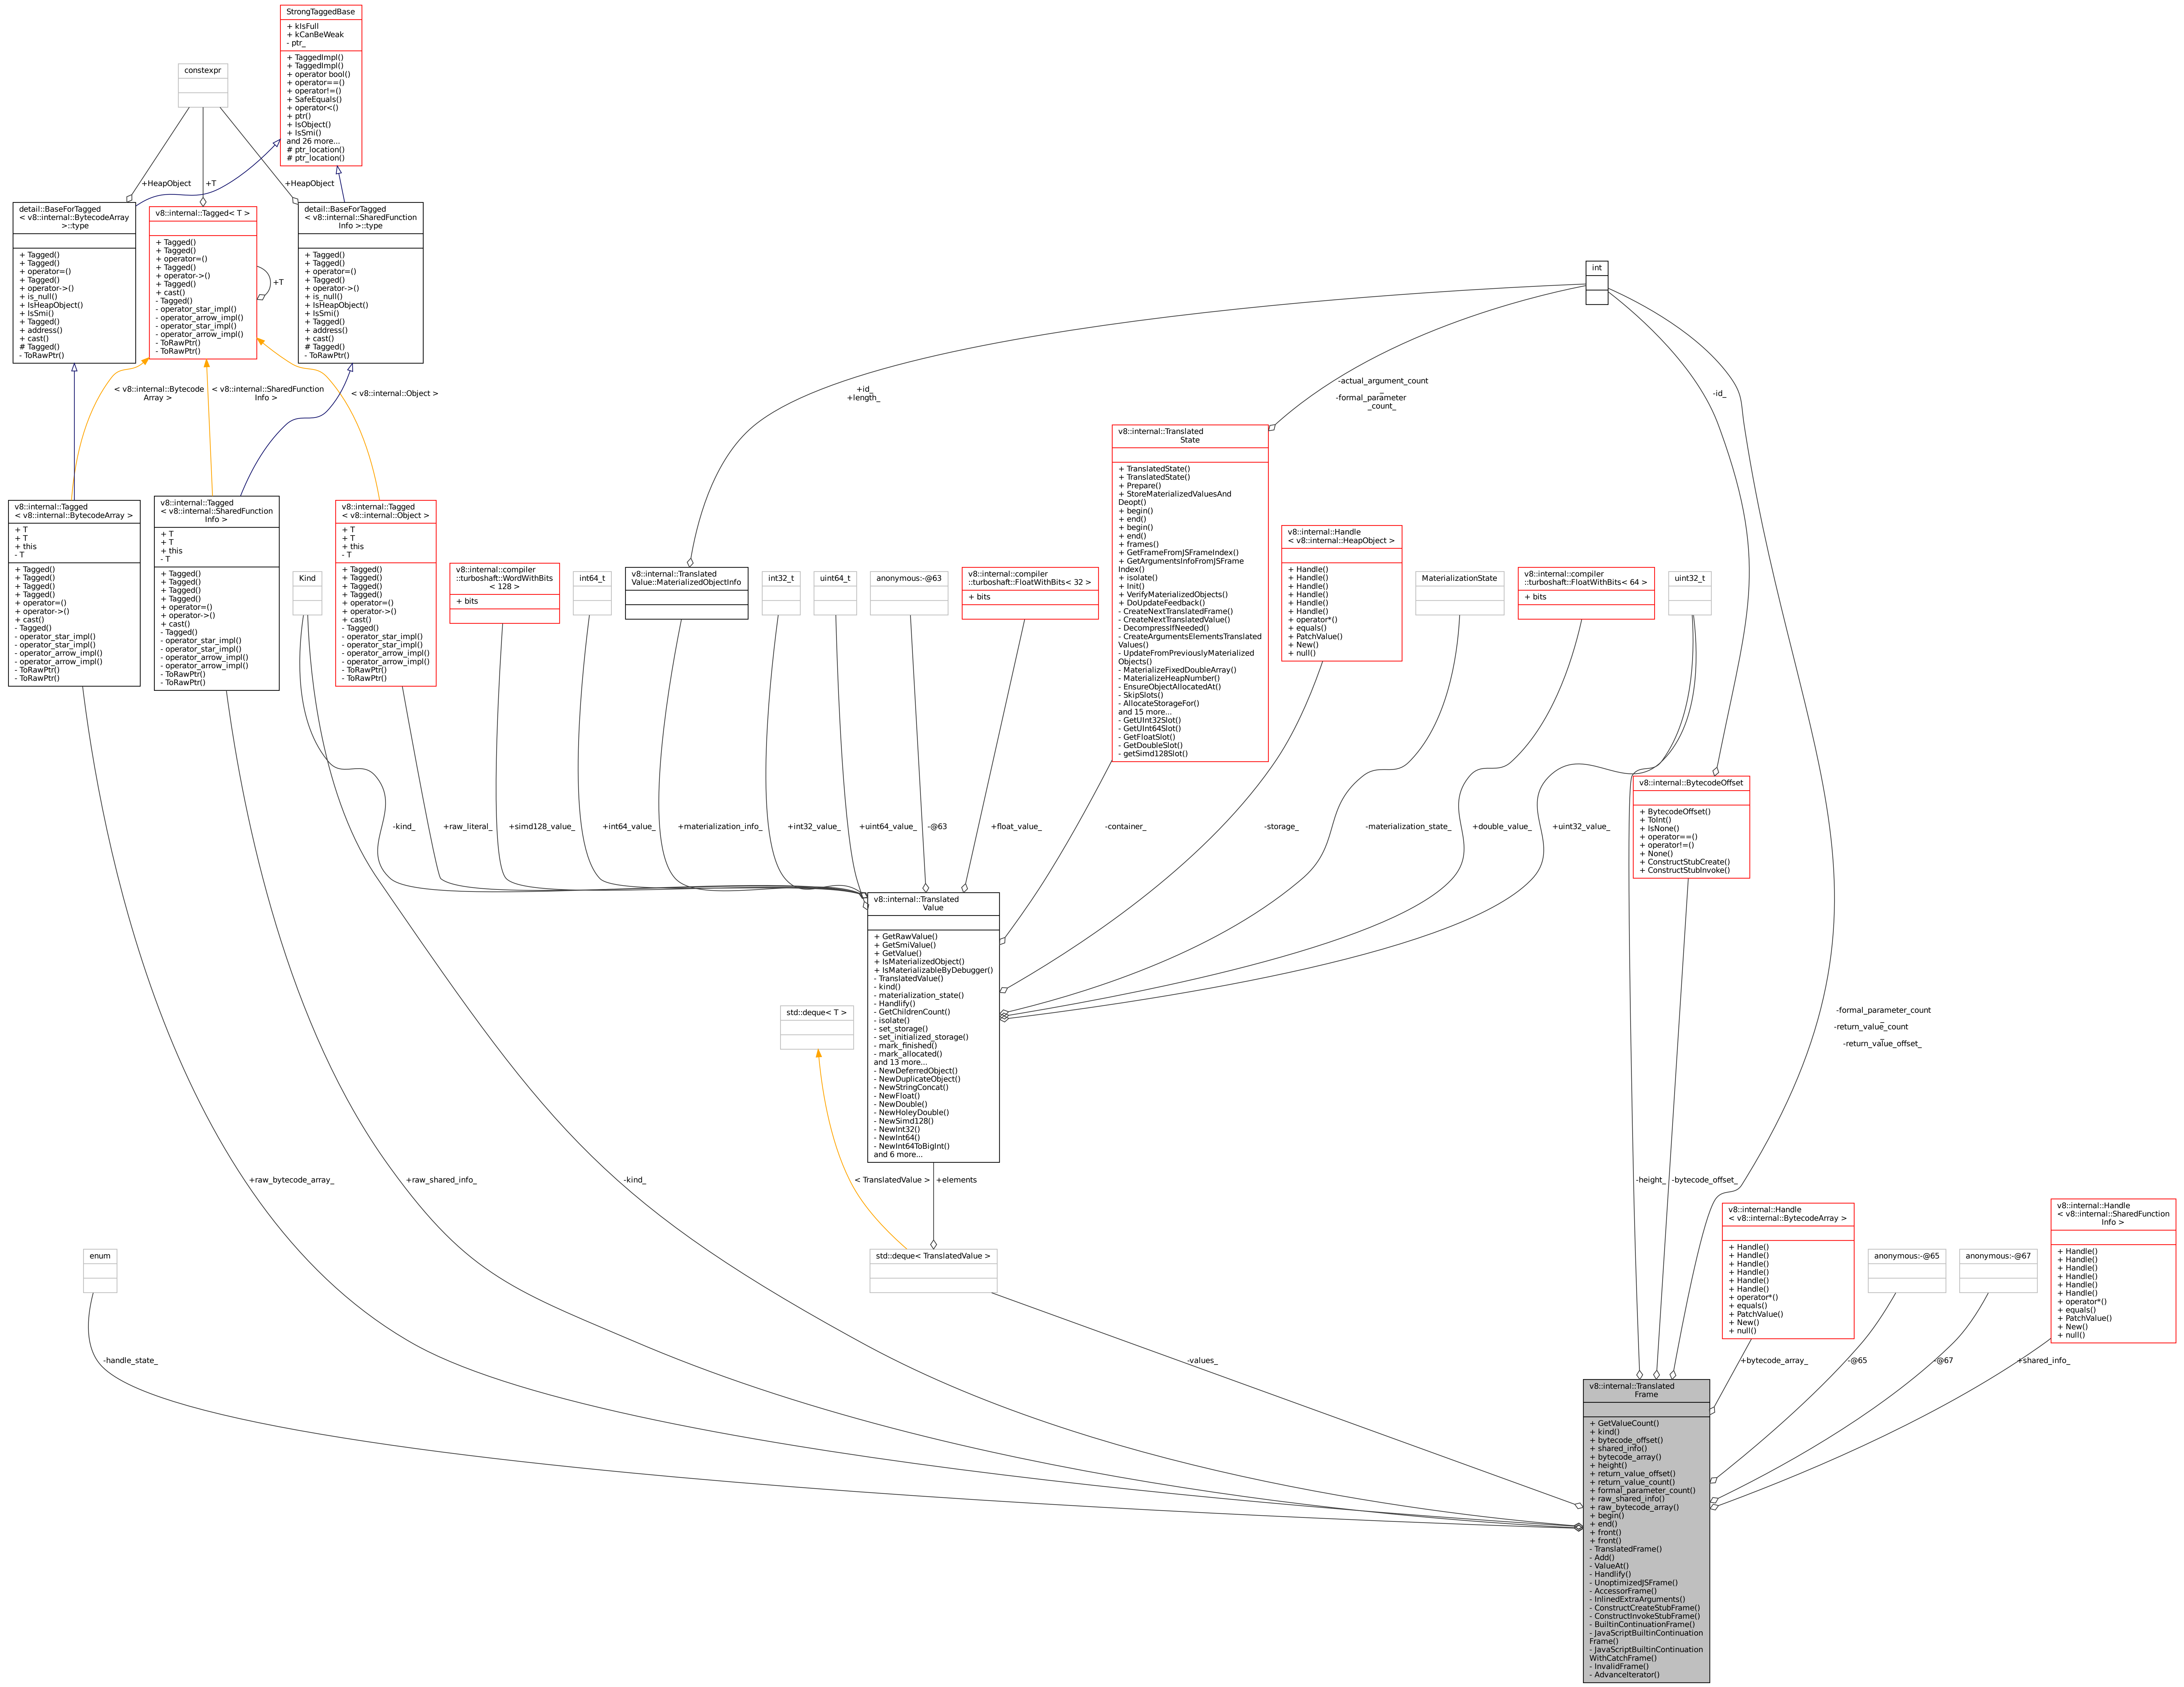 StrongTaggedBase
+ kIsFull
+ kCanBeWeak
- ptr_
+ TaggedImpl()
+ TaggedImpl()
+ operator bool()
+ operator==()
+ operator!=()
+ SafeEquals()
+ operator<()
+ ptr()
+ IsObject()
+ IsSmi()
and 26 more...
# ptr_location()
# ptr_location()
constexpr
+HeapObject
+T
+HeapObject
detail::BaseForTagged
< v8::internal::BytecodeArray
>::type
+ Tagged()
+ Tagged()
+ operator=()
+ Tagged()
+ operator->()
+ is_null()
+ IsHeapObject()
+ IsSmi()
+ Tagged()
+ address()
+ cast()
# Tagged()
- ToRawPtr()
v8::internal::Tagged< T >
+ Tagged()
+ Tagged()
+ operator=()
+ Tagged()
+ operator->()
+ Tagged()
+ cast()
- Tagged()
- operator_star_impl()
- operator_arrow_impl()
- operator_star_impl()
- operator_arrow_impl()
- ToRawPtr()
- ToRawPtr()
+T
detail::BaseForTagged
< v8::internal::SharedFunction
Info >::type
+ Tagged()
+ Tagged()
+ operator=()
+ Tagged()
+ operator->()
+ is_null()
+ IsHeapObject()
+ IsSmi()
+ Tagged()
+ address()
+ cast()
# Tagged()
- ToRawPtr()
int
< v8::internal::Bytecode
Array >
< v8::internal::SharedFunction
Info >
< v8::internal::Object >
+id_
+length_
-actual_argument_count
_
-formal_parameter
_count_
-id_
v8::internal::Tagged
< v8::internal::BytecodeArray >
+ T
+ T
+ this
- T
+ Tagged()
+ Tagged()
+ Tagged()
+ Tagged()
+ operator=()
+ operator->()
+ cast()
- Tagged()
- operator_star_impl()
- operator_star_impl()
- operator_arrow_impl()
- operator_arrow_impl()
- ToRawPtr()
- ToRawPtr()
v8::internal::Tagged
< v8::internal::SharedFunction
Info >
+ T
+ T
+ this
- T
+ Tagged()
+ Tagged()
+ Tagged()
+ Tagged()
+ operator=()
+ operator->()
+ cast()
- Tagged()
- operator_star_impl()
- operator_star_impl()
- operator_arrow_impl()
- operator_arrow_impl()
- ToRawPtr()
- ToRawPtr()
v8::internal::Tagged
< v8::internal::Object >
+ T
+ T
+ this
- T
+ Tagged()
+ Tagged()
+ Tagged()
+ Tagged()
+ operator=()
+ operator->()
+ cast()
- Tagged()
- operator_star_impl()
- operator_star_impl()
- operator_arrow_impl()
- operator_arrow_impl()
- ToRawPtr()
- ToRawPtr()
Kind
v8::internal::compiler
::turboshaft::WordWithBits
< 128 >
+ bits
int64_t
v8::internal::Translated
Value::MaterializedObjectInfo
int32_t
uint64_t
anonymous:-@63
v8::internal::compiler
::turboshaft::FloatWithBits< 32 >
+ bits
v8::internal::Translated
State
+ TranslatedState()
+ TranslatedState()
+ Prepare()
+ StoreMaterializedValuesAnd
Deopt()
+ begin()
+ end()
+ begin()
+ end()
+ frames()
+ GetFrameFromJSFrameIndex()
+ GetArgumentsInfoFromJSFrame
Index()
+ isolate()
+ Init()
+ VerifyMaterializedObjects()
+ DoUpdateFeedback()
- CreateNextTranslatedFrame()
- CreateNextTranslatedValue()
- DecompressIfNeeded()
- CreateArgumentsElementsTranslated
Values()
- UpdateFromPreviouslyMaterialized
Objects()
- MaterializeFixedDoubleArray()
- MaterializeHeapNumber()
- EnsureObjectAllocatedAt()
- SkipSlots()
- AllocateStorageFor()
and 15 more...
- GetUInt32Slot()
- GetUInt64Slot()
- GetFloatSlot()
- GetDoubleSlot()
- getSimd128Slot()
v8::internal::Handle
< v8::internal::HeapObject >
+ Handle()
+ Handle()
+ Handle()
+ Handle()
+ Handle()
+ Handle()
+ operator*()
+ equals()
+ PatchValue()
+ New()
+ null()
MaterializationState
v8::internal::compiler
::turboshaft::FloatWithBits< 64 >
+ bits
uint32_t
v8::internal::BytecodeOffset
+ BytecodeOffset()
+ ToInt()
+ IsNone()
+ operator==()
+ operator!=()
+ None()
+ ConstructStubCreate()
+ ConstructStubInvoke()
-kind_
+raw_literal_
+simd128_value_
+int64_value_
+materialization_info_
+int32_value_
+uint64_value_
-@63
+float_value_
-container_
-storage_
-materialization_state_
+double_value_
+uint32_value_
v8::internal::Translated
Value
+ GetRawValue()
+ GetSmiValue()
+ GetValue()
+ IsMaterializedObject()
+ IsMaterializableByDebugger()
- TranslatedValue()
- kind()
- materialization_state()
- Handlify()
- GetChildrenCount()
- isolate()
- set_storage()
- set_initialized_storage()
- mark_finished()
- mark_allocated()
and 13 more...
- NewDeferredObject()
- NewDuplicateObject()
- NewStringConcat()
- NewFloat()
- NewDouble()
- NewHoleyDouble()
- NewSimd128()
- NewInt32()
- NewInt64()
- NewInt64ToBigInt()
and 6 more...
std::deque< T >
-formal_parameter_count
_
-return_value_count
_
-return_value_offset_
+raw_bytecode_array_
+raw_shared_info_
-kind_
< TranslatedValue >
+elements
-height_
-bytecode_offset_
enum
std::deque< TranslatedValue >
v8::internal::Handle
< v8::internal::BytecodeArray >
+ Handle()
+ Handle()
+ Handle()
+ Handle()
+ Handle()
+ Handle()
+ operator*()
+ equals()
+ PatchValue()
+ New()
+ null()
anonymous:-@65
anonymous:-@67
v8::internal::Handle
< v8::internal::SharedFunction
Info >
+ Handle()
+ Handle()
+ Handle()
+ Handle()
+ Handle()
+ Handle()
+ operator*()
+ equals()
+ PatchValue()
+ New()
+ null()
-handle_state_
-values_
+bytecode_array_
-@65
-@67
+shared_info_
v8::internal::Translated
Frame
+ GetValueCount()
+ kind()
+ bytecode_offset()
+ shared_info()
+ bytecode_array()
+ height()
+ return_value_offset()
+ return_value_count()
+ formal_parameter_count()
+ raw_shared_info()
+ raw_bytecode_array()
+ begin()
+ end()
+ front()
+ front()
- TranslatedFrame()
- Add()
- ValueAt()
- Handlify()
- UnoptimizedJSFrame()
- AccessorFrame()
- InlinedExtraArguments()
- ConstructCreateStubFrame()
- ConstructInvokeStubFrame()
- BuiltinContinuationFrame()
- JavaScriptBuiltinContinuation
Frame()
- JavaScriptBuiltinContinuation
WithCatchFrame()
- InvalidFrame()
- AdvanceIterator()